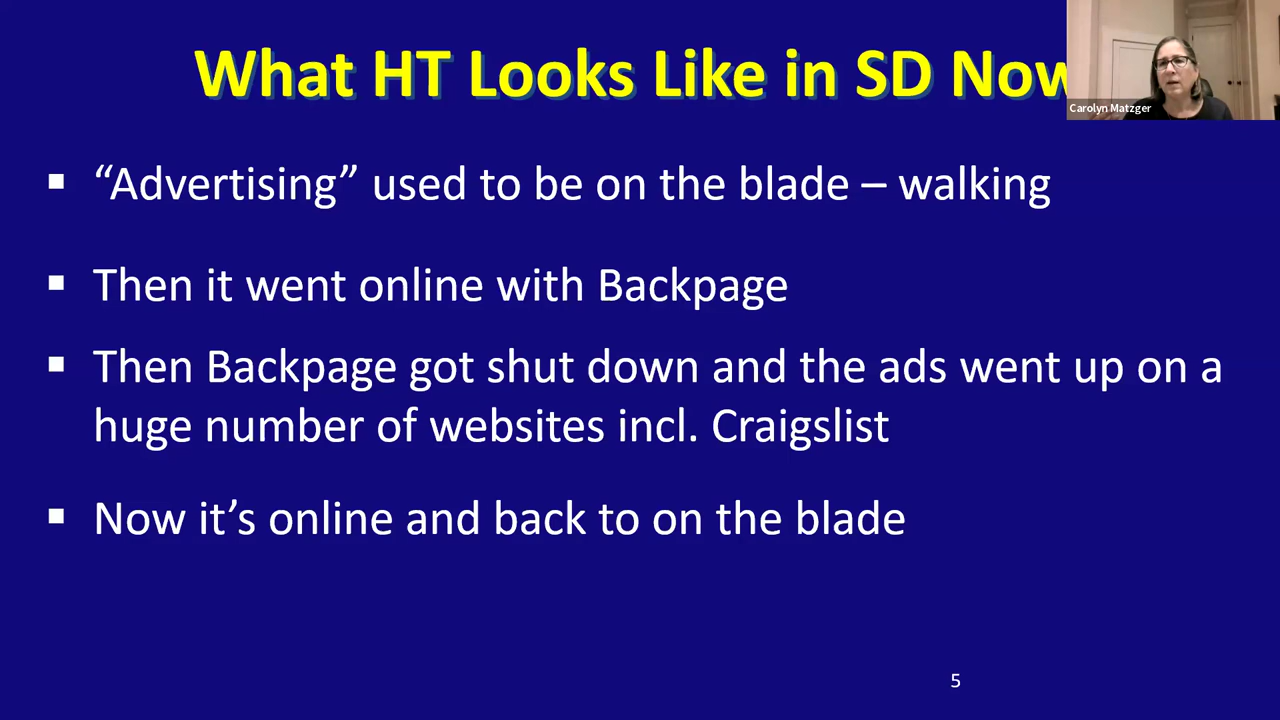 What HT Looks Like in SD Now
Carolyn Matzger
▪ “Advertising” used to be on the blade – walking
▪ Then it went online with Backpage
▪ Then Backpage got shut down and the ads went up on a
huge number of websites incl. Craigslist
▪ Now it’s online and back to on the blade
5